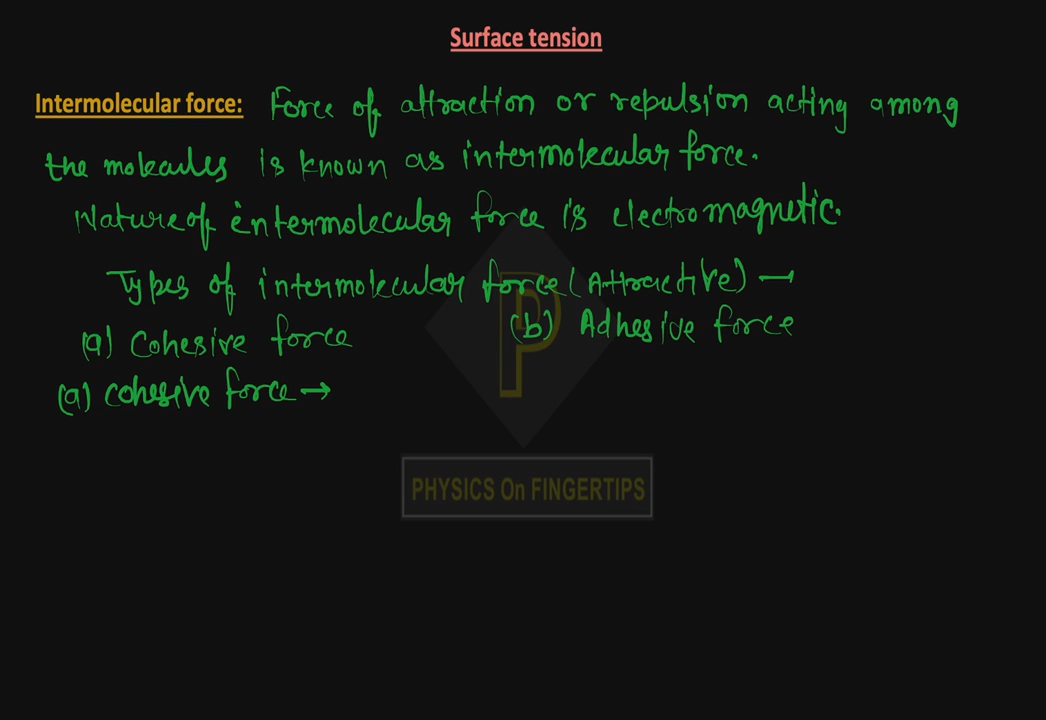 Surface tension
Intermolecular force: Force of attraction or repulsion acting among
the molecules is known as intermolecular force.
Nature of intermolecular force is electromagnetic.
Types of intermolecular force (Attractive) →
(a) Cohesive force (b) Adhesive force
(a) Cohesive force →
P
PHYSICS On FINGERTIPS